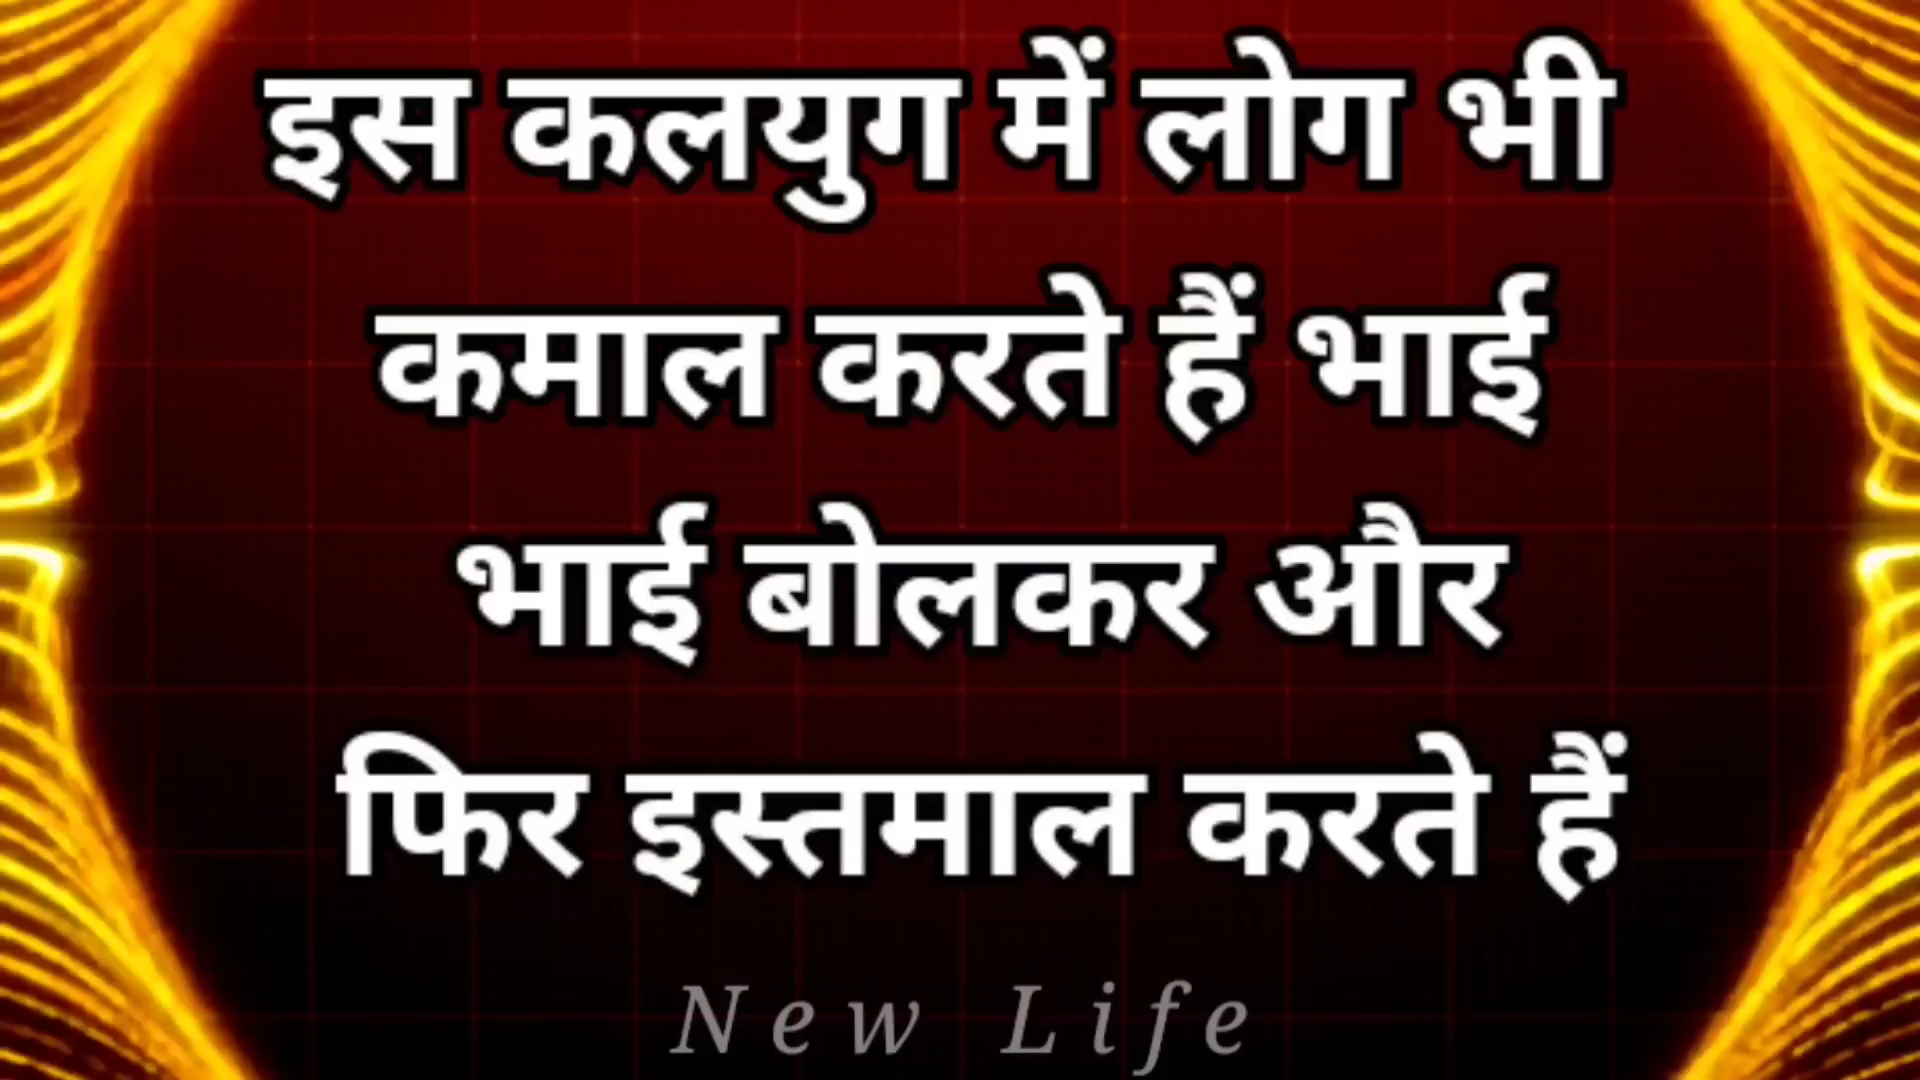 इस कलयुग में लोग भी
कमाल करते हैं भाई
भाई बोलकर और
फिर इस्तमाल करते हैं
New Life